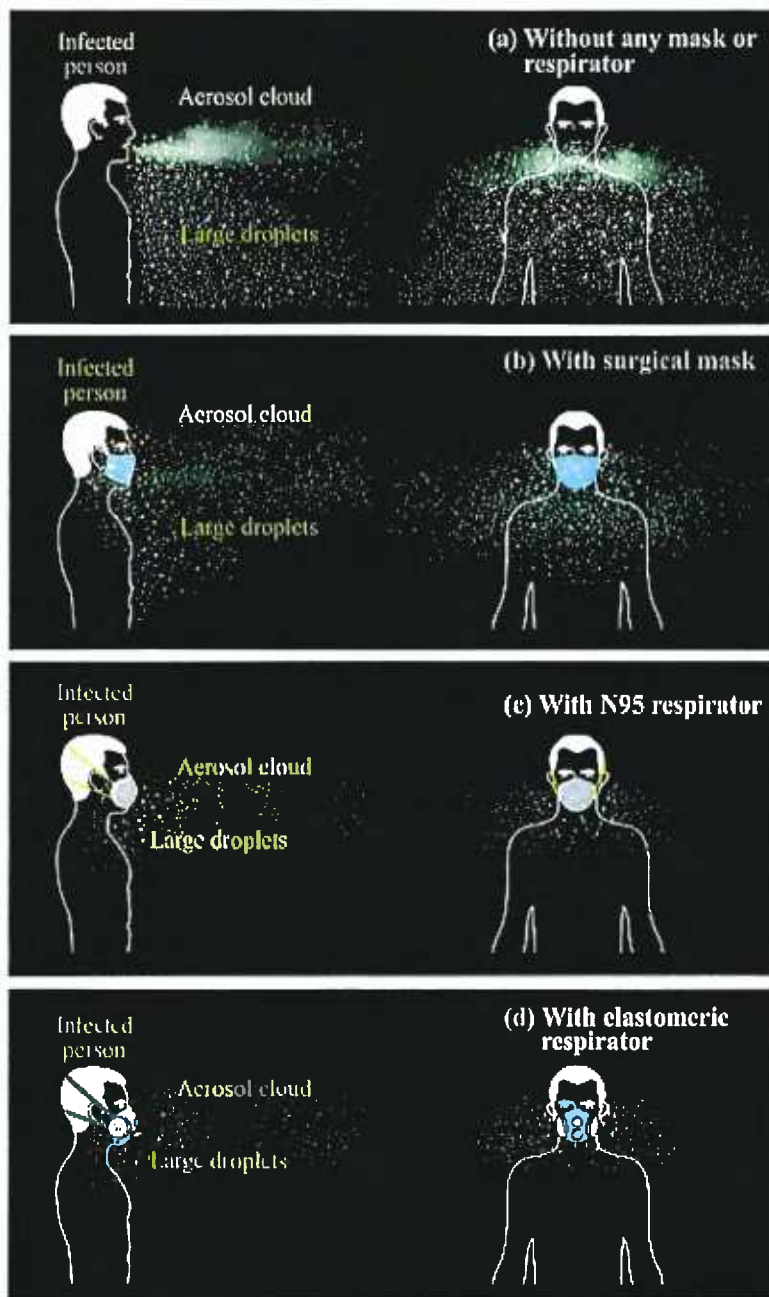 Infected
person
Aerosol cloud
Large droplets
(a) Without any mask or
respirator
Infected
person
Aerosol cloud
Large droplets
(b) With surgical mask
Infected
person
Aerosol cloud
Large droplets
(c) With N95 respirator
Infected
person
Aerosol cloud
Large droplets
(d) With elastomeric
respirator